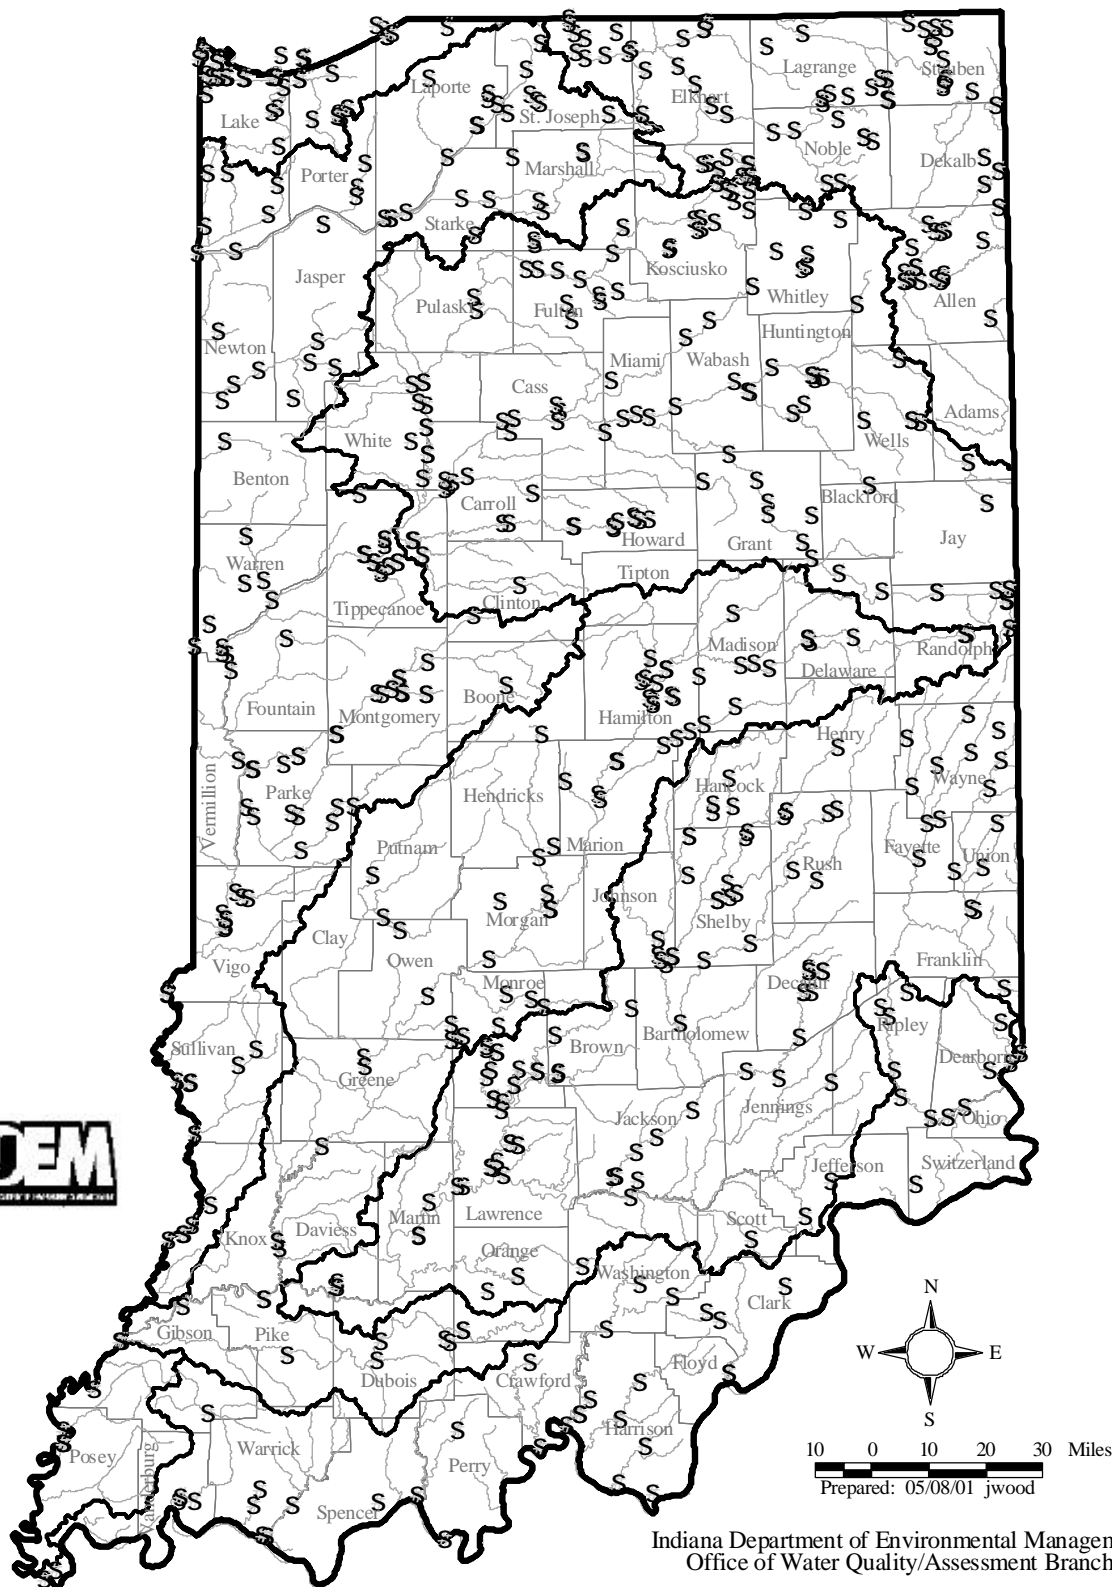 Lagrange
Steuben
Laporte
Elkhart
Lake
St. Joseph
Noble
Dekalb
Porter
Marshall
Starke
Kosciusko
Jasper
Whitley
Allen
Pulaski
Fulton
Newton
Huntington
Miami
Wabash
Cass
Adams
White
Wells
Benton
Blackford
Carroll
Howard
Grant
Jay
Warren
Tipton
Clinton
Tippecanoe
Madison
Randolph
Delaware
Boone
Fountain
Montgomery
Hamilton
Henry
Vermillion
Parke
Hendricks
Hancock
Wayne
Putnam
Marion
Rush
Fayette
Union
Johnson
Morgan
Shelby
Clay
Owen
Vigo
Franklin
Monroe
Decatur
Sullivan
Brown
Bartholomew
Ripley
Dearborn
Greene
Jackson
Jennings
Ohio
Jefferson
Switzerland
Martin
Lawrence
Scott
Knox
Daviess
Orange
Washington
Clark
Gibson
Pike
Floyd
Dubois
Crawford
Harrison
Posey
Vanderburg
Warrick
Perry
Spencer
N
W
E
S
10 0 10 20 30 Miles
Prepared: 05/08/01 jwood
Indiana Department of Environmental Managen
Office of Water Quality/Assessment Branch